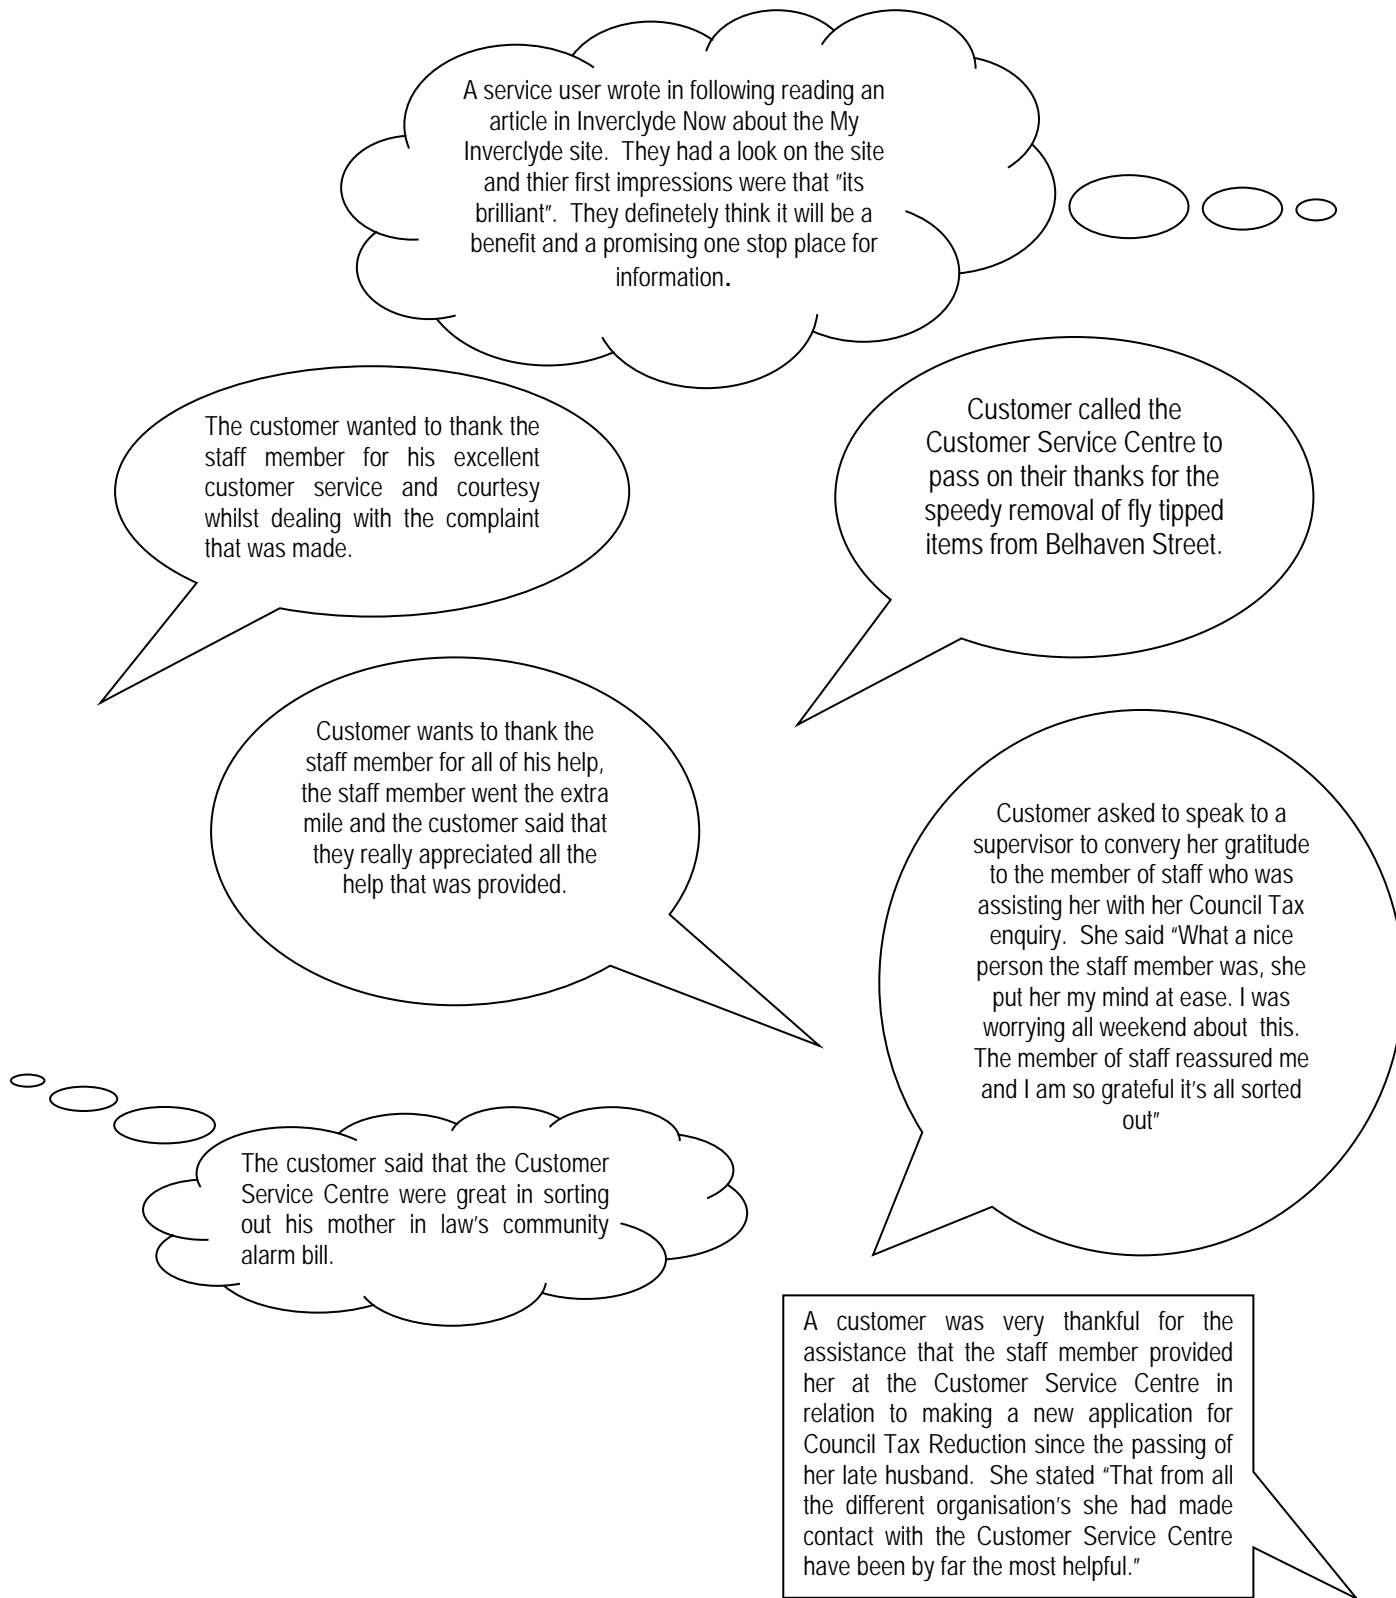 A service user wrote in following reading an
article in Inverclyde Now about the My
Inverclyde site.  They had a look on the site
and thier first impressions were that "its
brilliant".  They definetely think it will be a
benefit and a promising one stop place for
information.
The customer wanted to thank the
staff member for his excellent
customer service and courtesy
whilst dealing with the complaint
that was made.
Customer called the
Customer Service Centre to
pass on their thanks for the
speedy removal of fly tipped
items from Belhaven Street.
Customer wants to thank the
staff member for all of his help,
the staff member went the extra
mile and the customer said that
they really appreciated all the
help that was provided.
Customer asked to speak to a
supervisor to convery her gratitude
to the member of staff who was
assisting her with her Council Tax
enquiry.  She said “What a nice
person the staff member was, she
put her my mind at ease. I was
worrying all weekend about  this.
The member of staff reassured me
and I am so grateful it’s all sorted
out”
The customer said that the Customer
Service Centre were great in sorting
out his mother in law’s community
alarm bill.
A customer was very thankful for the
assistance that the staff member provided
her at the Customer Service Centre in
relation to making a new application for
Council Tax Reduction since the passing of
her late husband.  She stated “That from all
the different organisation’s she had made
contact with the Customer Service Centre
have been by far the most helpful.”